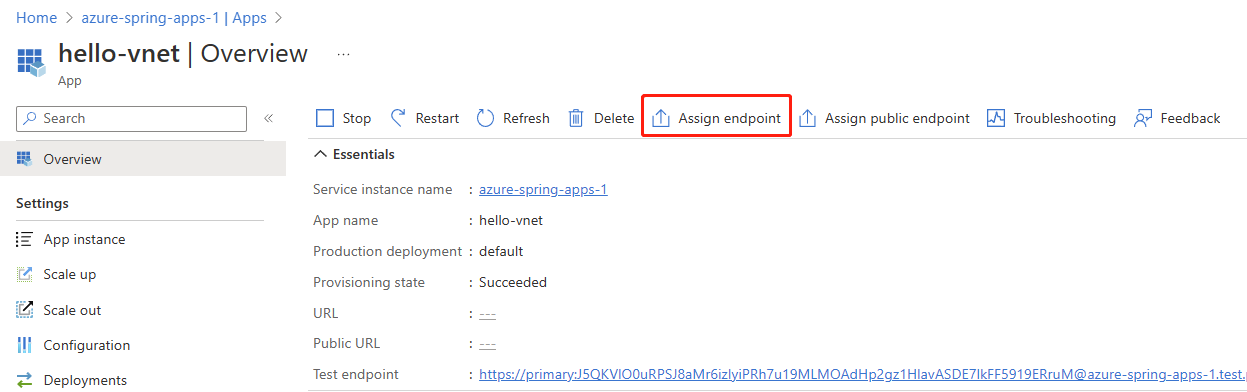 Home > azure-spring-apps-1 | Apps >
hello-vnet | Overview ...
App
Search «
Stop Restart Refresh Delete Assign endpoint Assign public endpoint Troubleshooting Feedback
Overview
Essentials
Settings
Service instance name : azure-spring-apps-1
App name : hello-vnet
App instance
Production deployment : default
Scale up
Provisioning state : Succeeded
Scale out
URL : ---
Configuration
Public URL : ---
Deployments
Test endpoint : https://primary:J5QKVlO0uRPSJ8aMr6izlyiPRh7u19MLMOAdHp2gz1HlavASDE7IkFF5919ERruM@azure-spring-apps-1.test.